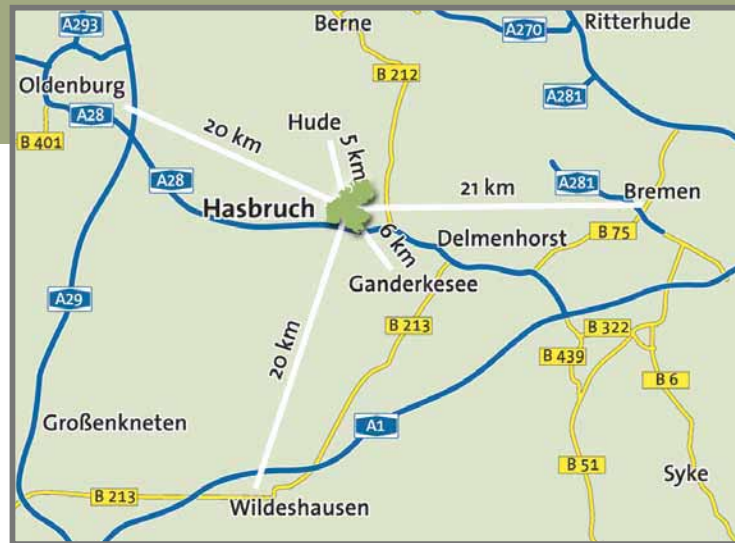 A293
Berne
A270
Ritterhude
Oldenburg
B 212
A28
20 km
Hude
A281
B 401
5 km
A28
21 km
A281
Bremen
Hasbruch
6 km
Delmenhorst
B 75
Ganderkesee
A29
20 km
B 213
B 322
B 439
B 6
Großenkneten
A1
B 51
Syke
B 213
Wildeshausen